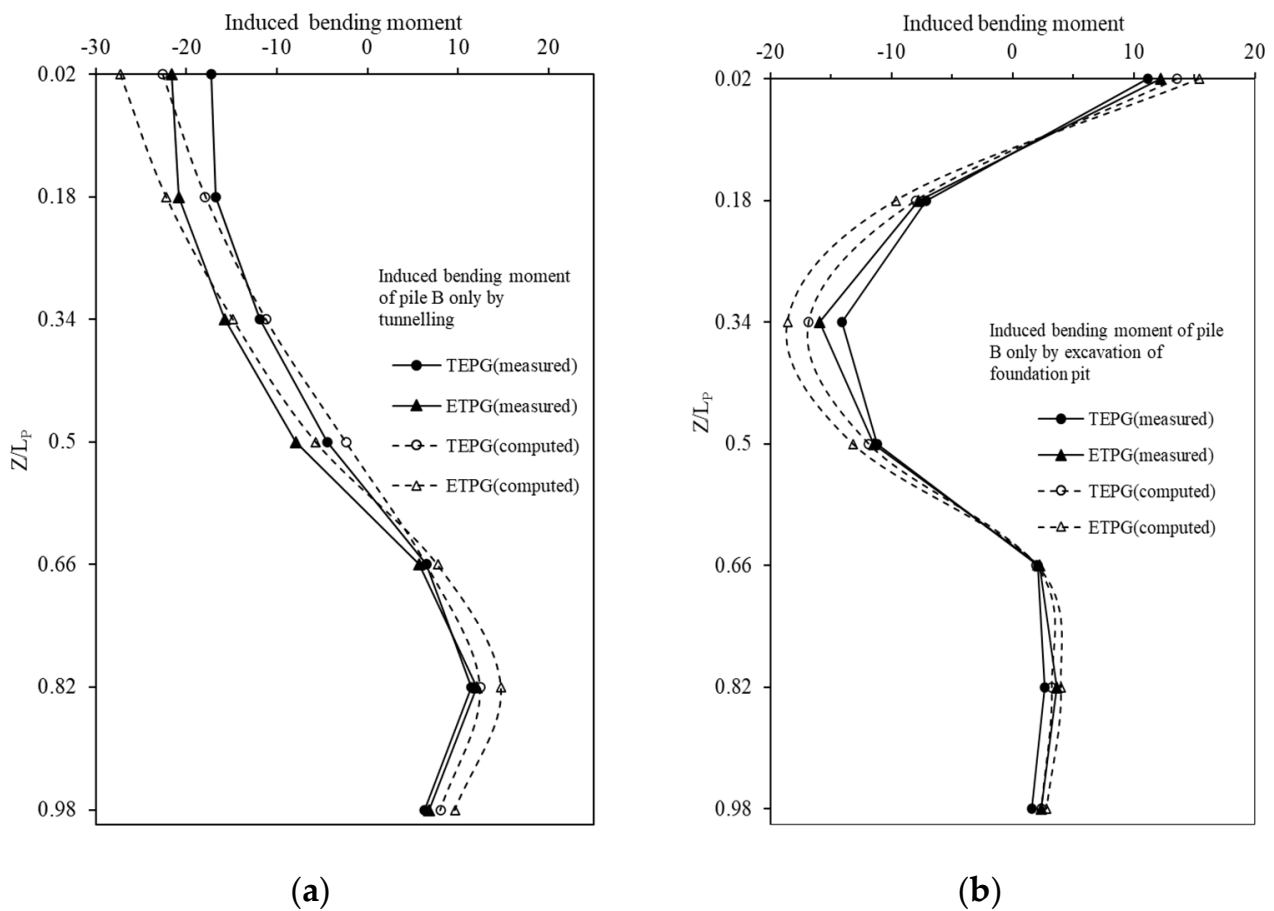 Induced bending moment
-30 -20 -10 0 10 20
0.02
0.18
0.34
0.5
0.66
0.82
0.98
Z/LP
Induced bending moment
of pile B only by
tunnelling
TEPG(measured)
ETPG(measured)
TEPG(computed)
ETPG(computed)
(a)
Induced bending moment
-20 -10 0 10 20
0.02
0.18
0.34
0.5
0.66
0.82
0.98
Z/LP
Induced bending moment of pile
B only by excavation of
foundation pit
TEPG(measured)
ETPG(measured)
TEPG(computed)
ETPG(computed)
(b)